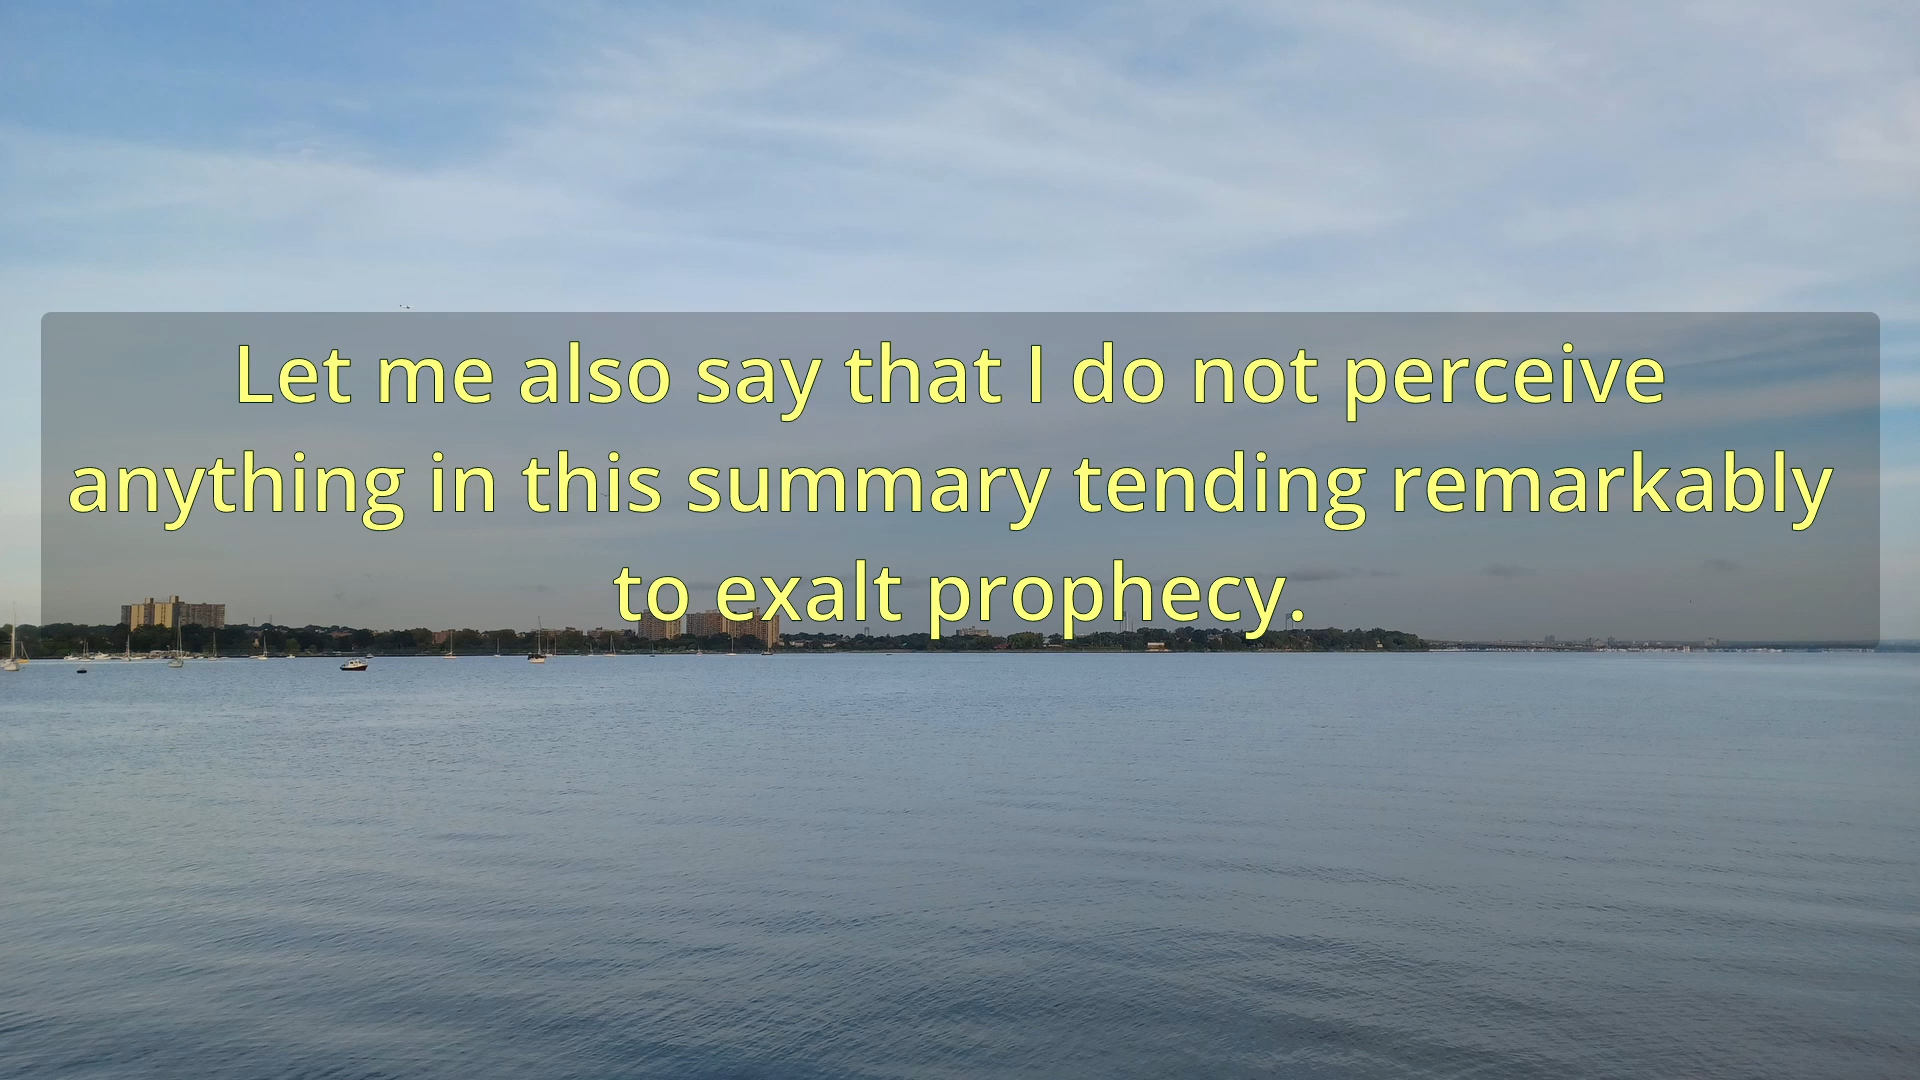 Let me also say that I do not perceive
anything in this summary tending remarkably
to exalt prophecy.